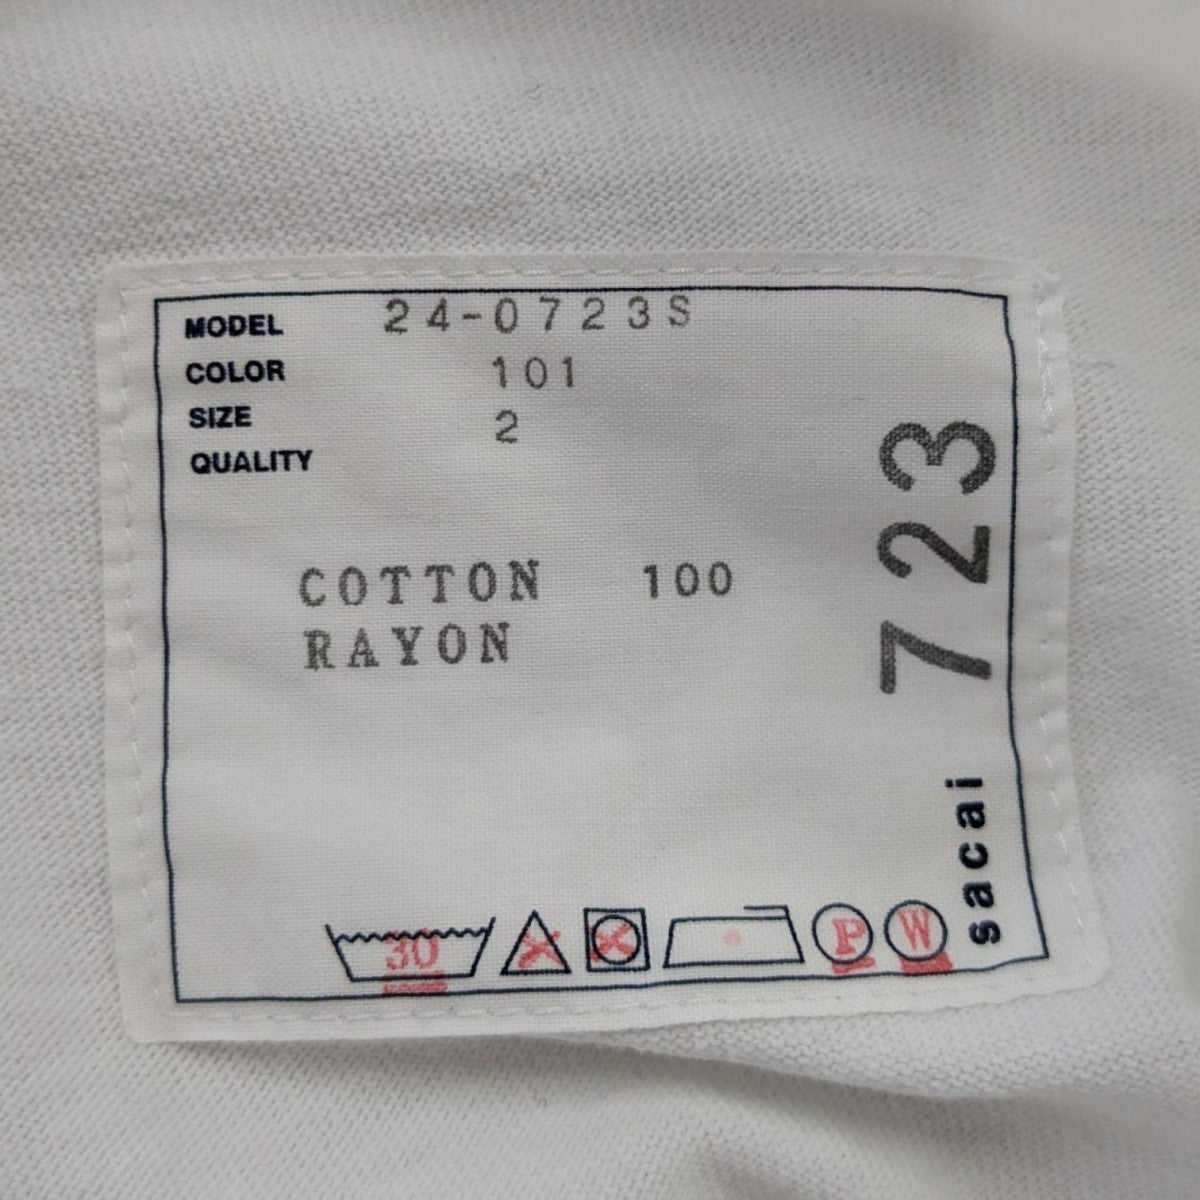 MODEL 24-0723S
COLOR 101
SIZE 2
QUALITY
COTTON 100
RAYON
723
sacai
30
P
W